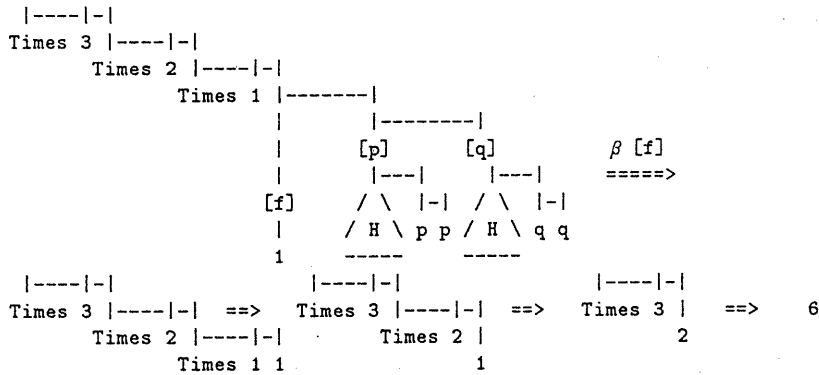 |----|-|
Times 3 |----|-|
Times 2 |----|-|
Times 1 |-------|
| |--------|
| [p] [q] β [f]
| |---| |---| =====>
[f] / \ |-| / \ |-|
| / H \ p p / H \ q q
1 ----- -----
|----|-| |----|-| |----|-|
Times 3 |----|-| ==> Times 3 |----|-| ==> Times 3 | ==> 6
Times 2 |----|-| Times 2 | 2
Times 1 1 1